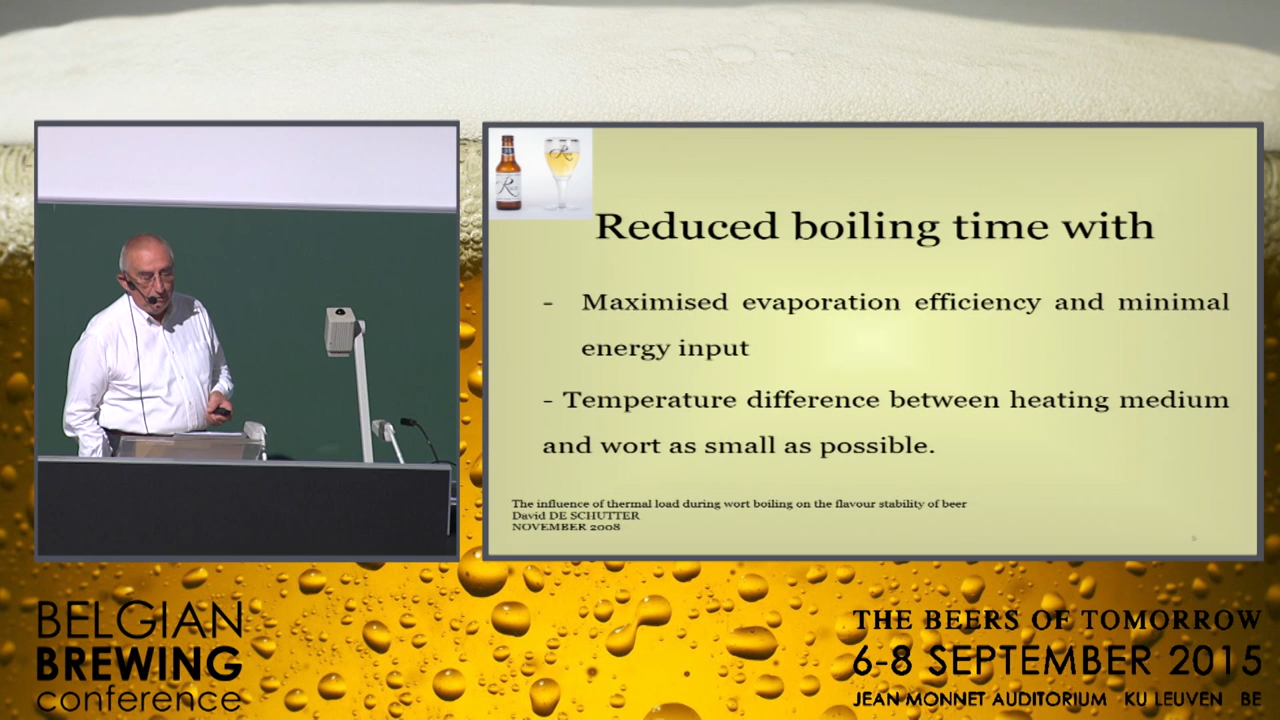 Reduced boiling time with
- Maximised evaporation efficiency and minimal
energy input
- Temperature difference between heating medium
and wort as small as possible.
The influence of thermal load during wort boiling on the flavour stability of beer
David DE SCHUTTER
NOVEMBER 2008
BELGIAN
BREWING
conference
THE BEERS OF TOMORROW
6-8 SEPTEMBER 2015
JEAN MONNET AUDITORIUM KU LEUVEN BE